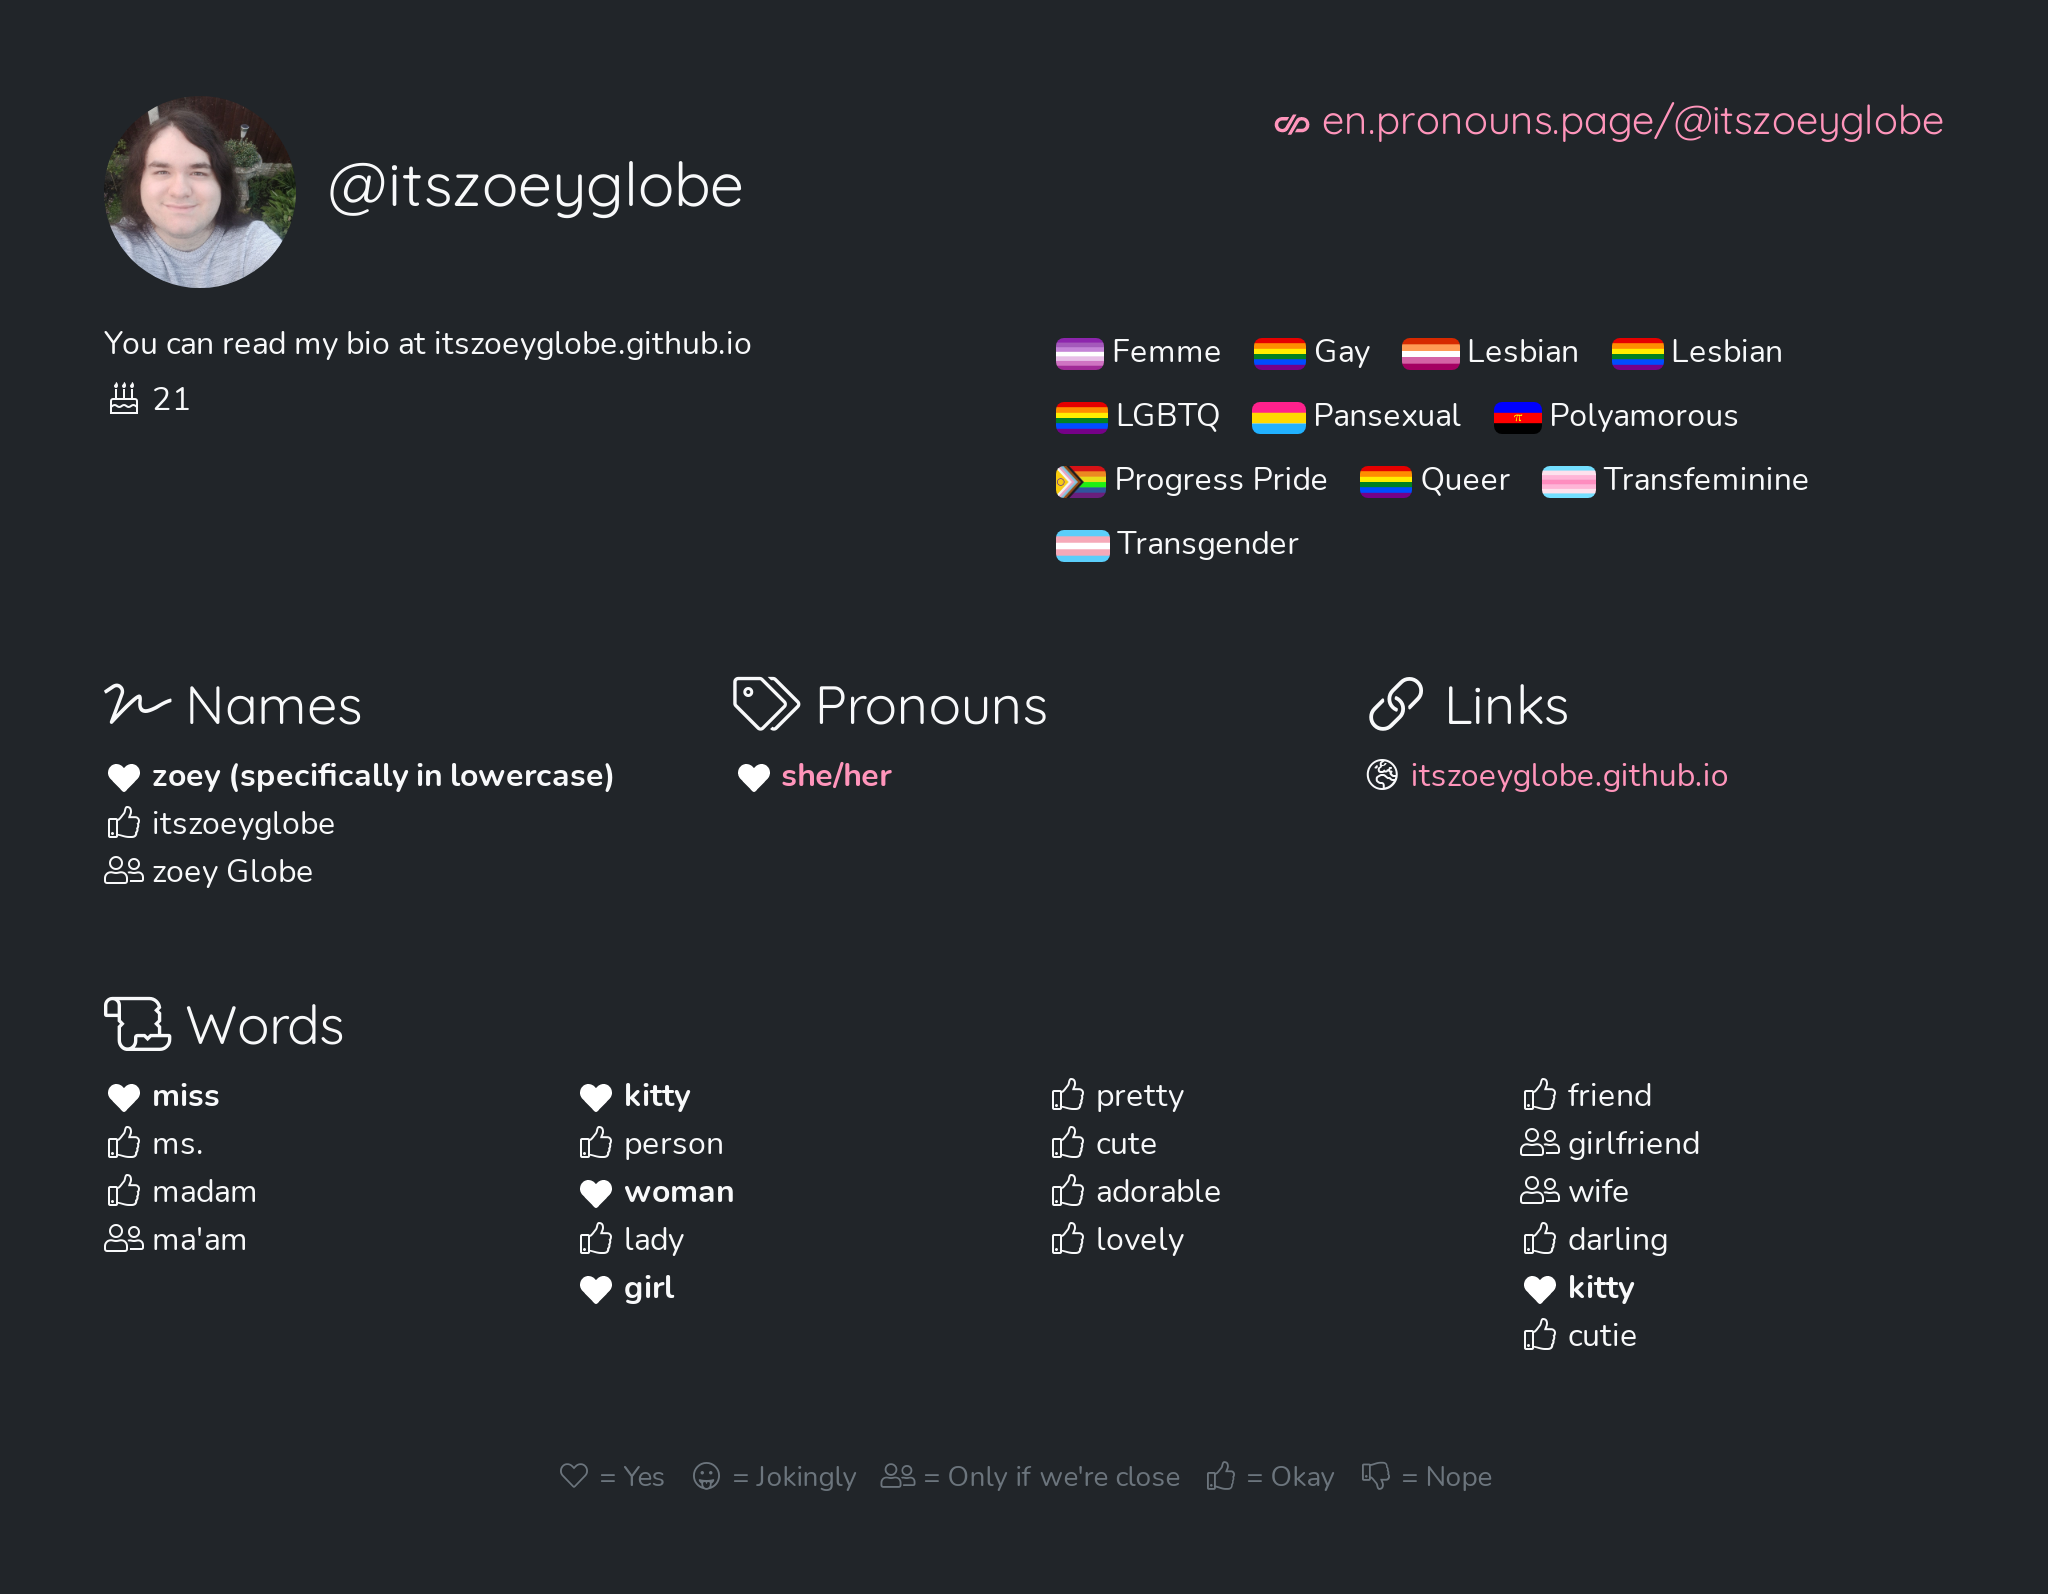 en.pronouns.page/@itszoeyglobe
@itszoeyglobe
You can read my bio at itszoeyglobe.github.io
21
Femme Gay Lesbian Lesbian
LGBTQ Pansexual Polyamorous
Progress Pride Queer Transfeminine
Transgender
Names
zoey (specifically in lowercase)
itszoeyglobe
zoey Globe
Pronouns
she/her
Links
itszoeyglobe.github.io
Words
miss
ms.
madam
ma'am
kitty
person
woman
lady
girl
pretty
cute
adorable
lovely
friend
girlfriend
wife
darling
kitty
cutie
= Yes = Jokingly = Only if we're close = Okay = Nope